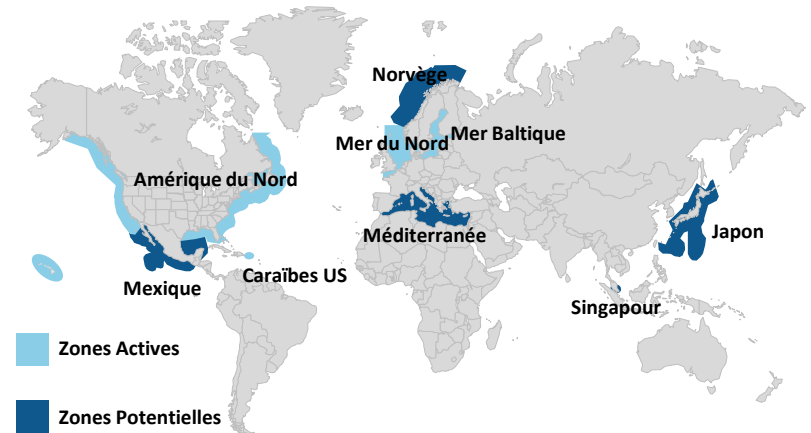 Norvège
Mer du Nord
Mer Baltique
Amérique du Nord
Méditerranée
Japon
Caraïbes US
Mexique
Singapour
Zones Actives
Zones Potentielles